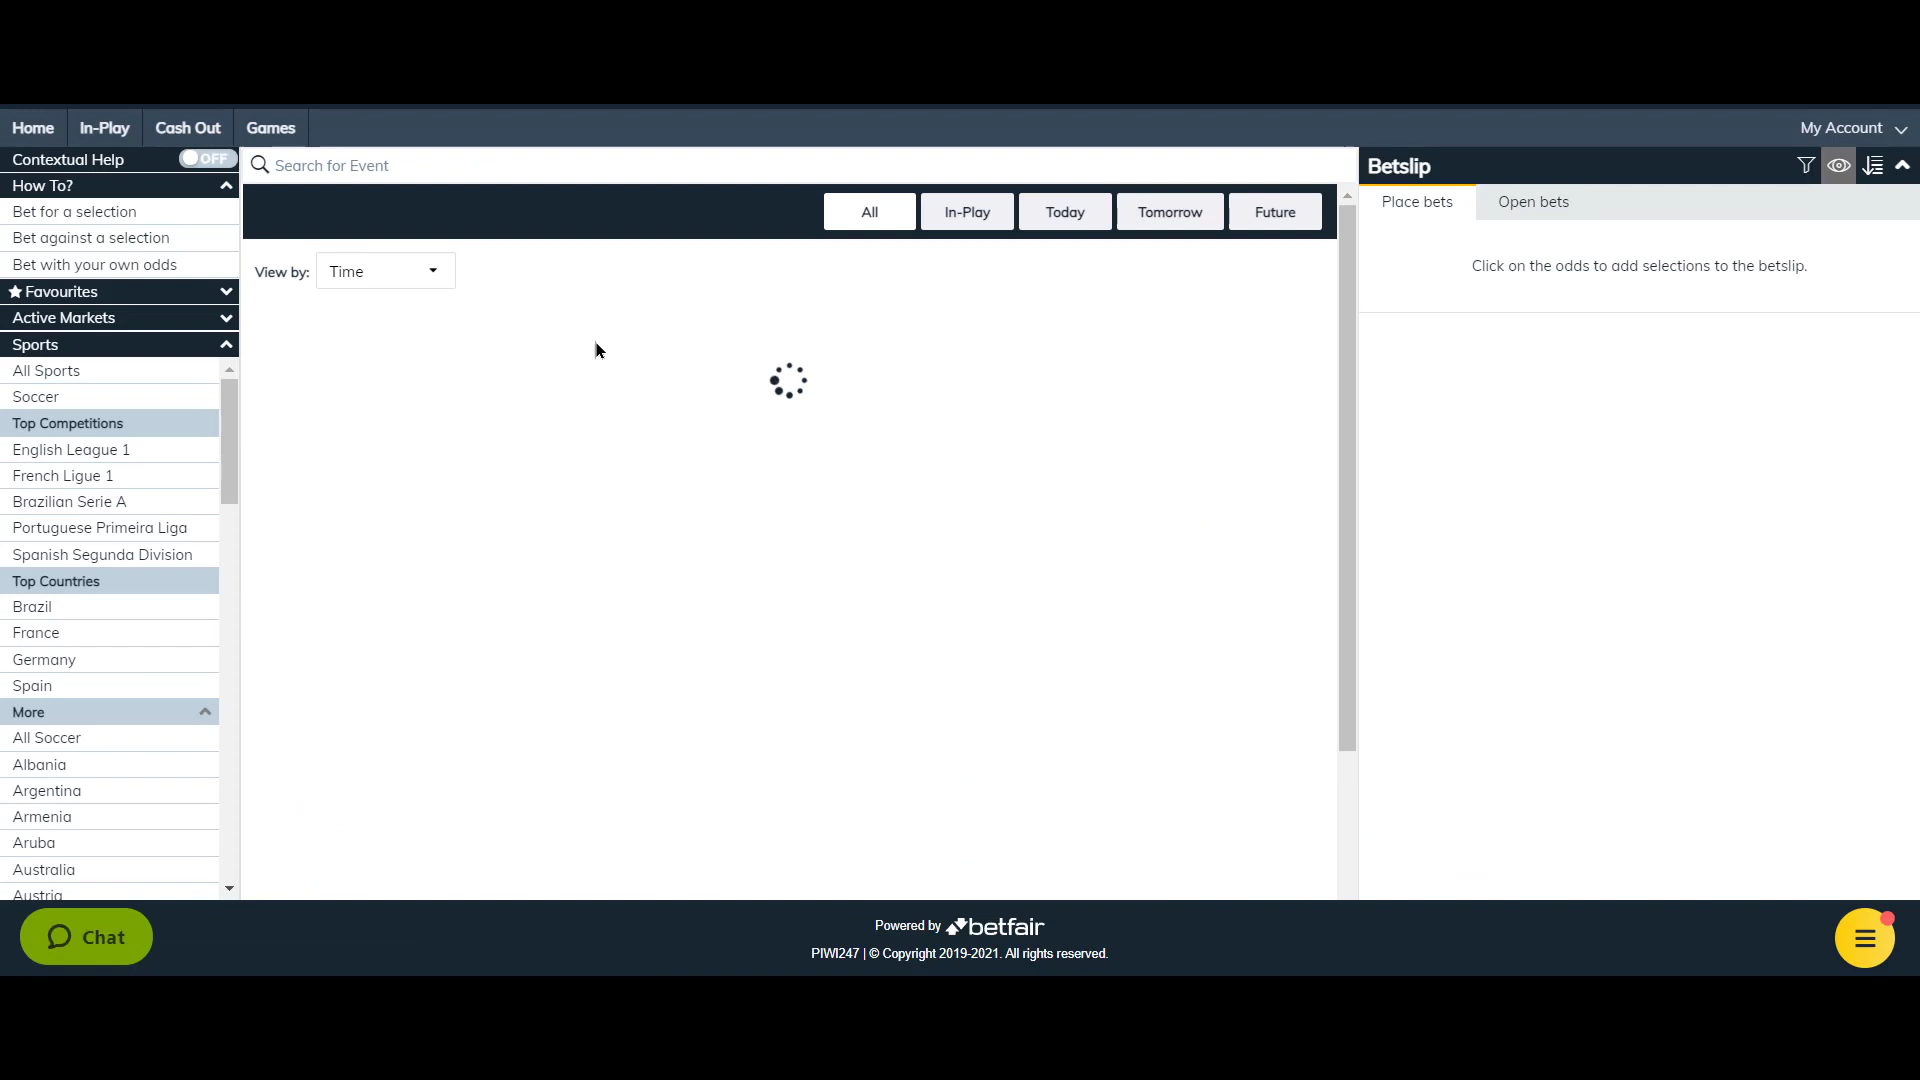 Home In-Play Cash Out Games My Account
Contextual Help OFF
Search for Event
Betslip
How To?
Bet for a selection
Bet against a selection
Bet with your own odds
Favourites
Active Markets
Sports
All Sports
Soccer
Top Competitions
English League 1
French Ligue 1
Brazilian Serie A
Portuguese Primeira Liga
Spanish Segunda Division
Top Countries
Brazil
France
Germany
Spain
More
All Soccer
Albania
Argentina
Armenia
Aruba
Australia
Austria
All In-Play Today Tomorrow Future
View by: Time
Place bets Open bets
Click on the odds to add selections to the betslip.
Chat
Powered by betfair
PIWI247 | © Copyright 2019-2021. All rights reserved.